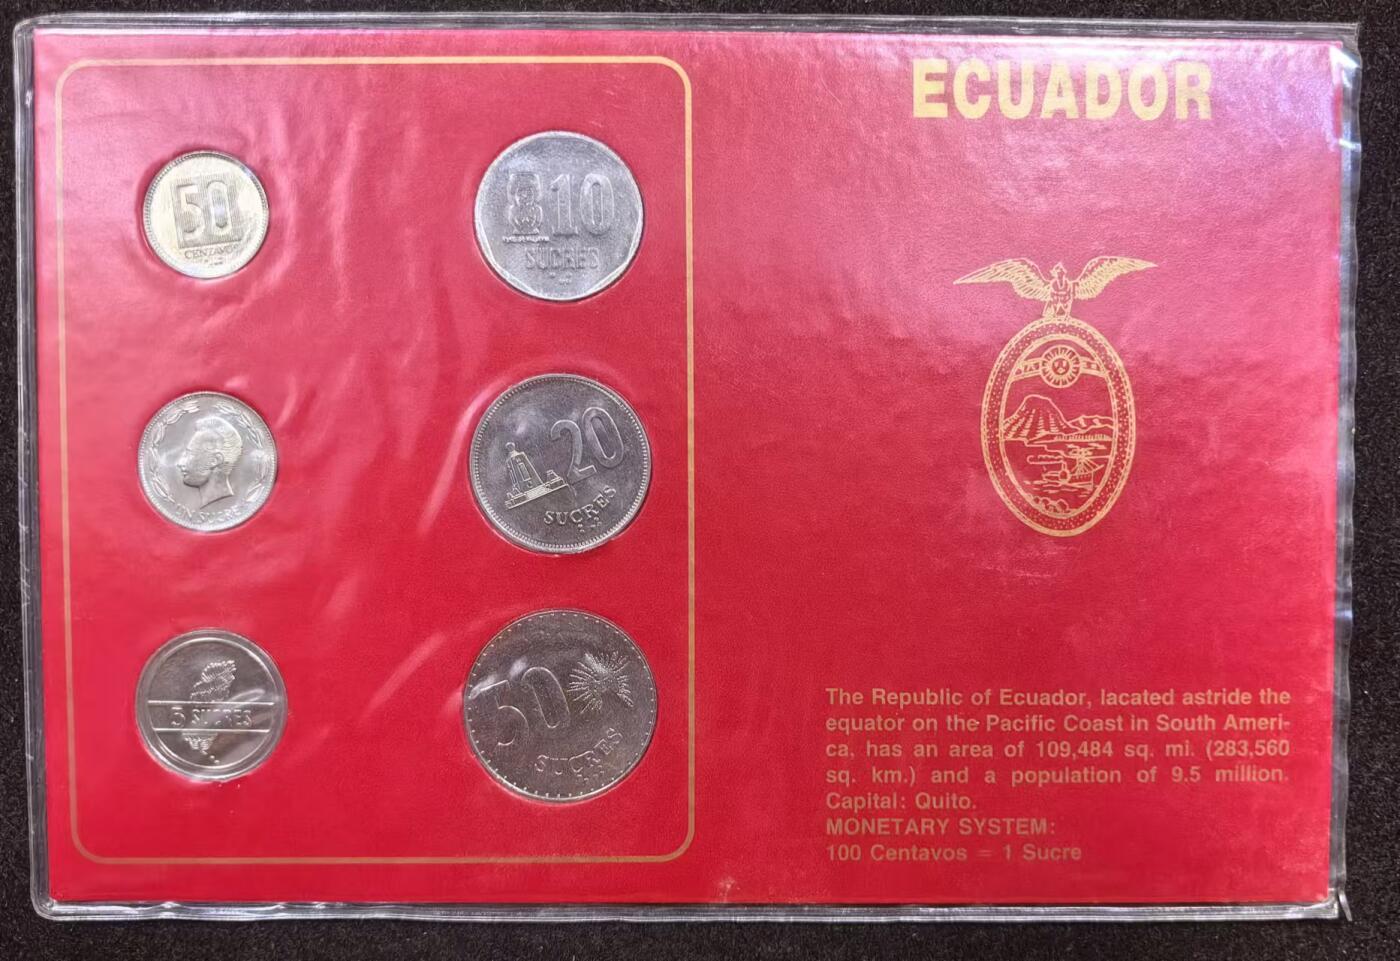 ECUADOR
50
CENTAVOS
10
SUCRES
UN SUCRE
20
SUCRES
5 SUCRES
50
SUCRES
The Republic of Ecuador, lacated astride the
equator on the Pacific Coast in South Ameri-
ca, has an area of 109,484 sq. mi. (283,560
sq. km.) and a population of 9.5 million.
Capital: Quito.
MONETARY SYSTEM:
100 Centavos = 1 Sucre